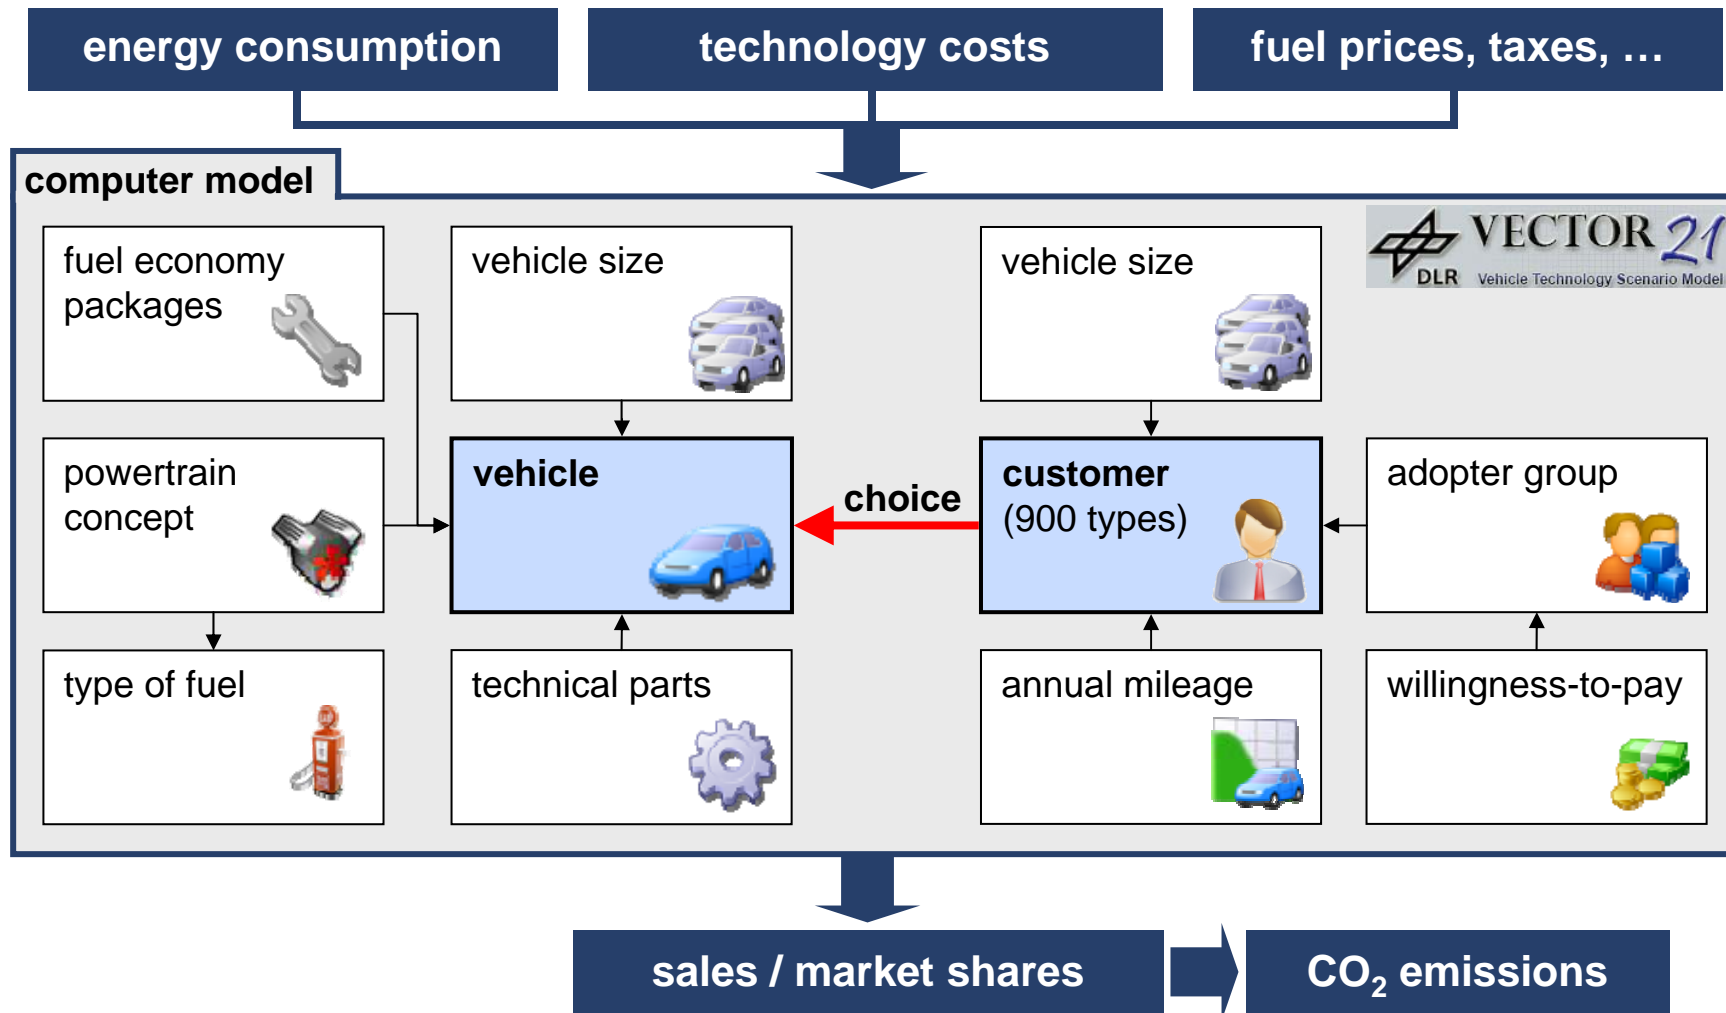 energy consumption
technology costs
fuel prices, taxes, …
computer model
fuel economy
packages
vehicle size
vehicle size
VECTOR 21
DLR Vehicle Technology Scenario Model
powertrain
concept
vehicle
choice
customer
(900 types)
adopter group
type of fuel
technical parts
annual mileage
willingness-to-pay
sales / market shares
CO₂ emissions